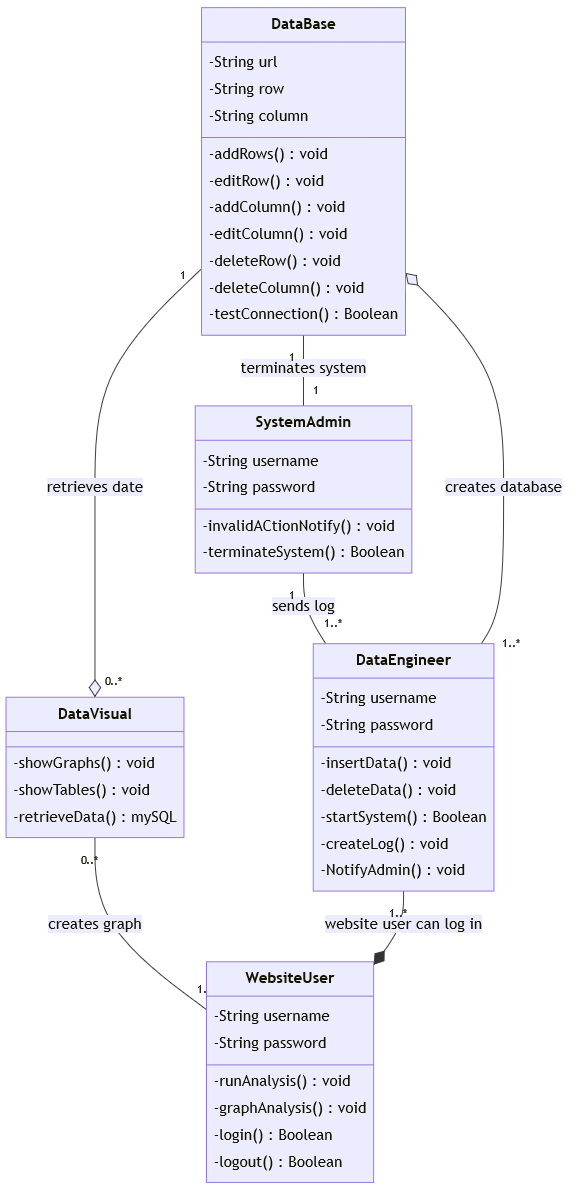 DataBase
-String url
-String row
-String column
-addRows() : void
-editRow() : void
-addColumn() : void
-editColumn() : void
-deleteRow() : void
-deleteColumn() : void
-testConnection() : Boolean
1
1
terminates system
1
SystemAdmin
-String username
-String password
-invalidACtionNotify() : void
-terminateSystem() : Boolean
retrieves date
creates database
1
sends log
1..*
1..*
DataEngineer
-String username
-String password
-insertData() : void
-deleteData() : void
-startSystem() : Boolean
-createLog() : void
-NotifyAdmin() : void
0..*
DataVisual
-showGraphs() : void
-showTables() : void
-retrieveData() : mySQL
0..*
creates graph
1..*
website user can log in
1.
WebsiteUser
-String username
-String password
-runAnalysis() : void
-graphAnalysis() : void
-login() : Boolean
-logout() : Boolean